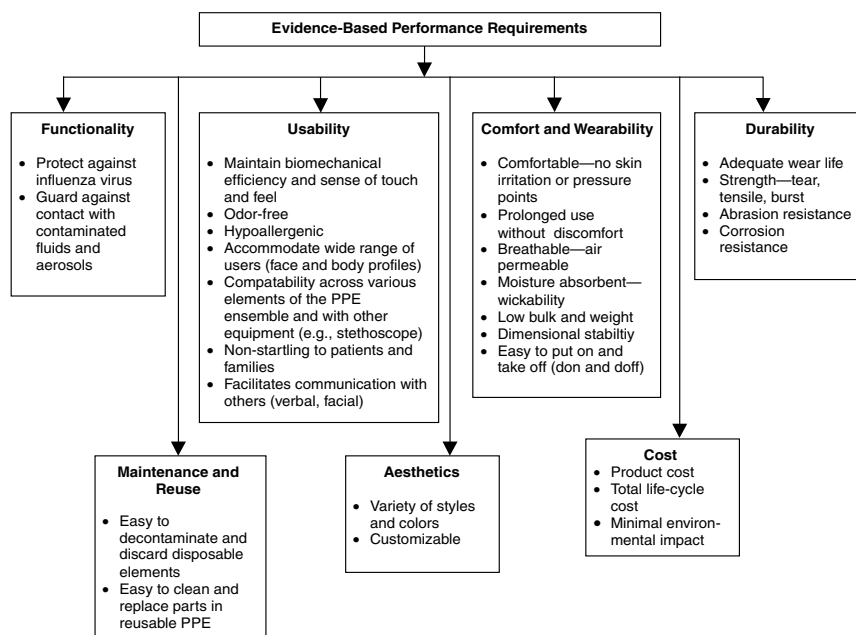 Evidence-Based Performance Requirements
Functionality
• Protect against
influenza virus
• Guard against
contact with
contaminated
fluids and
aerosols
Usability
• Maintain biomechanical
efficiency and sense of touch
and feel
• Odor-free
• Hypoallergenic
• Accommodate wide range of
users (face and body profiles)
• Compatability across various
elements of the PPE
ensemble and with other
equipment (e.g., stethoscope)
• Non-startling to patients and
families
• Facilitates communication with
others (verbal, facial)
Comfort and Wearability
• Comfortable—no skin
irritation or pressure
points
• Prolonged use
without discomfort
• Breathable—air
permeable
• Moisture absorbent—
wickability
• Low bulk and weight
• Dimensional stabiltiy
• Easy to put on and
take off (don and doff)
Durability
• Adequate wear life
• Strength—tear,
tensile, burst
• Abrasion resistance
• Corrosion
resistance
Maintenance and
Reuse
• Easy to
decontaminate and
discard disposable
elements
• Easy to clean and
replace parts in
reusable PPE
Aesthetics
• Variety of styles
and colors
• Customizable
Cost
• Product cost
• Total life-cycle
cost
• Minimal environ-
mental impact